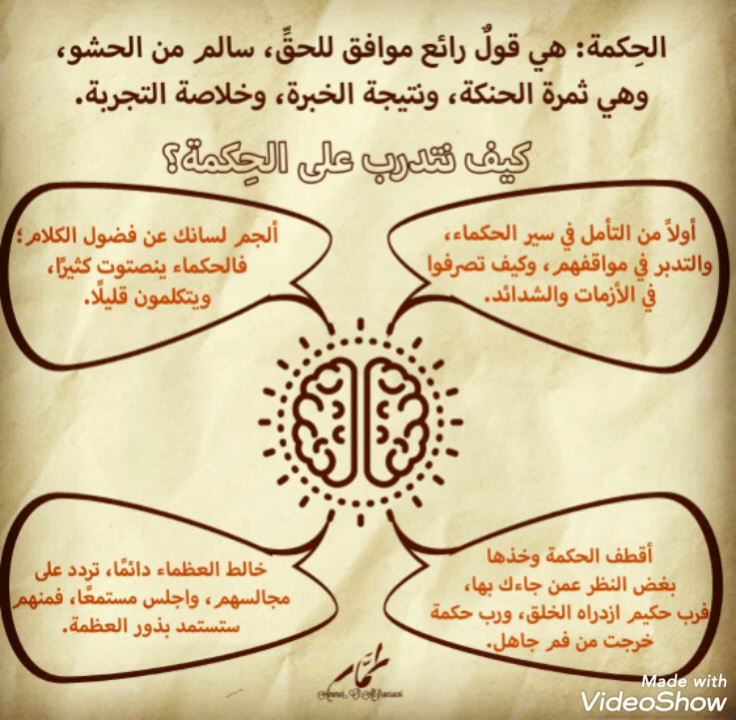 الحِكمة: هي قولٌ رائع موافق للحقِّ، سالم من الحشو،
وهي ثمرة الحنكة، ونتيجة الخبرة، وخلاصة التجربة.
كيف نتدرب على الحِكمة؟
أولاً من التأمل في سير الحكماء،
والتدبر في مواقفهم، وكيف تصرفوا
في الأزمات والشدائد.
ألجم لسانك عن فضول الكلام؛
فالحكماء ينصتوت كثيرًا،
ويتكلمون قليلًا.
أقطف الحكمة وخذها
بغض النظر عمن جاءك بها،
فرب حكيم ازدراه الخلق، ورب حكمة
خرجت من فم جاهل.
خالط العظماء دائمًا، تردد على
مجالسهم، واجلس مستمعًا، فمنهم
ستستمد بذور العظمة.
Made with
VideoShow